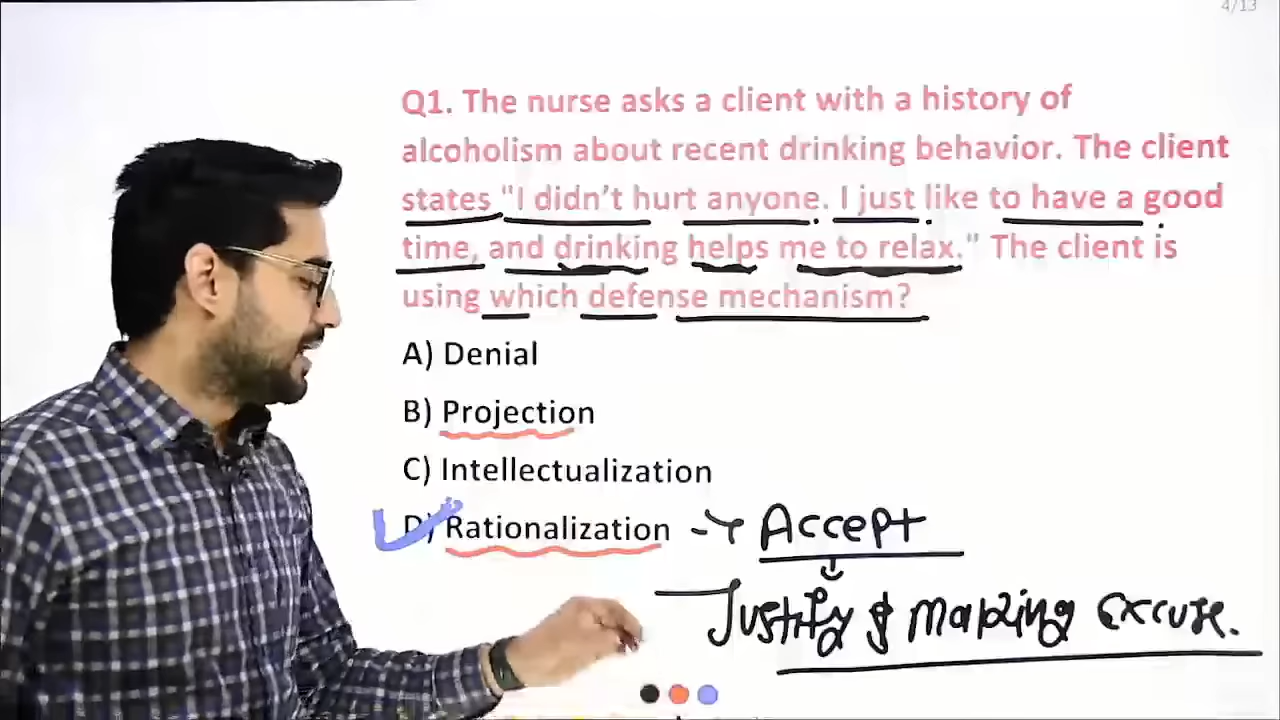 4/13
Q1. The nurse asks a client with a history of
alcoholism about recent drinking behavior. The client
states "I didn't hurt anyone. I just like to have a good
time, and drinking helps me to relax." The client is
using which defense mechanism?
A) Denial
B) Projection
C) Intellectualization
D) Rationalization → Accept
Justify & making excuse.